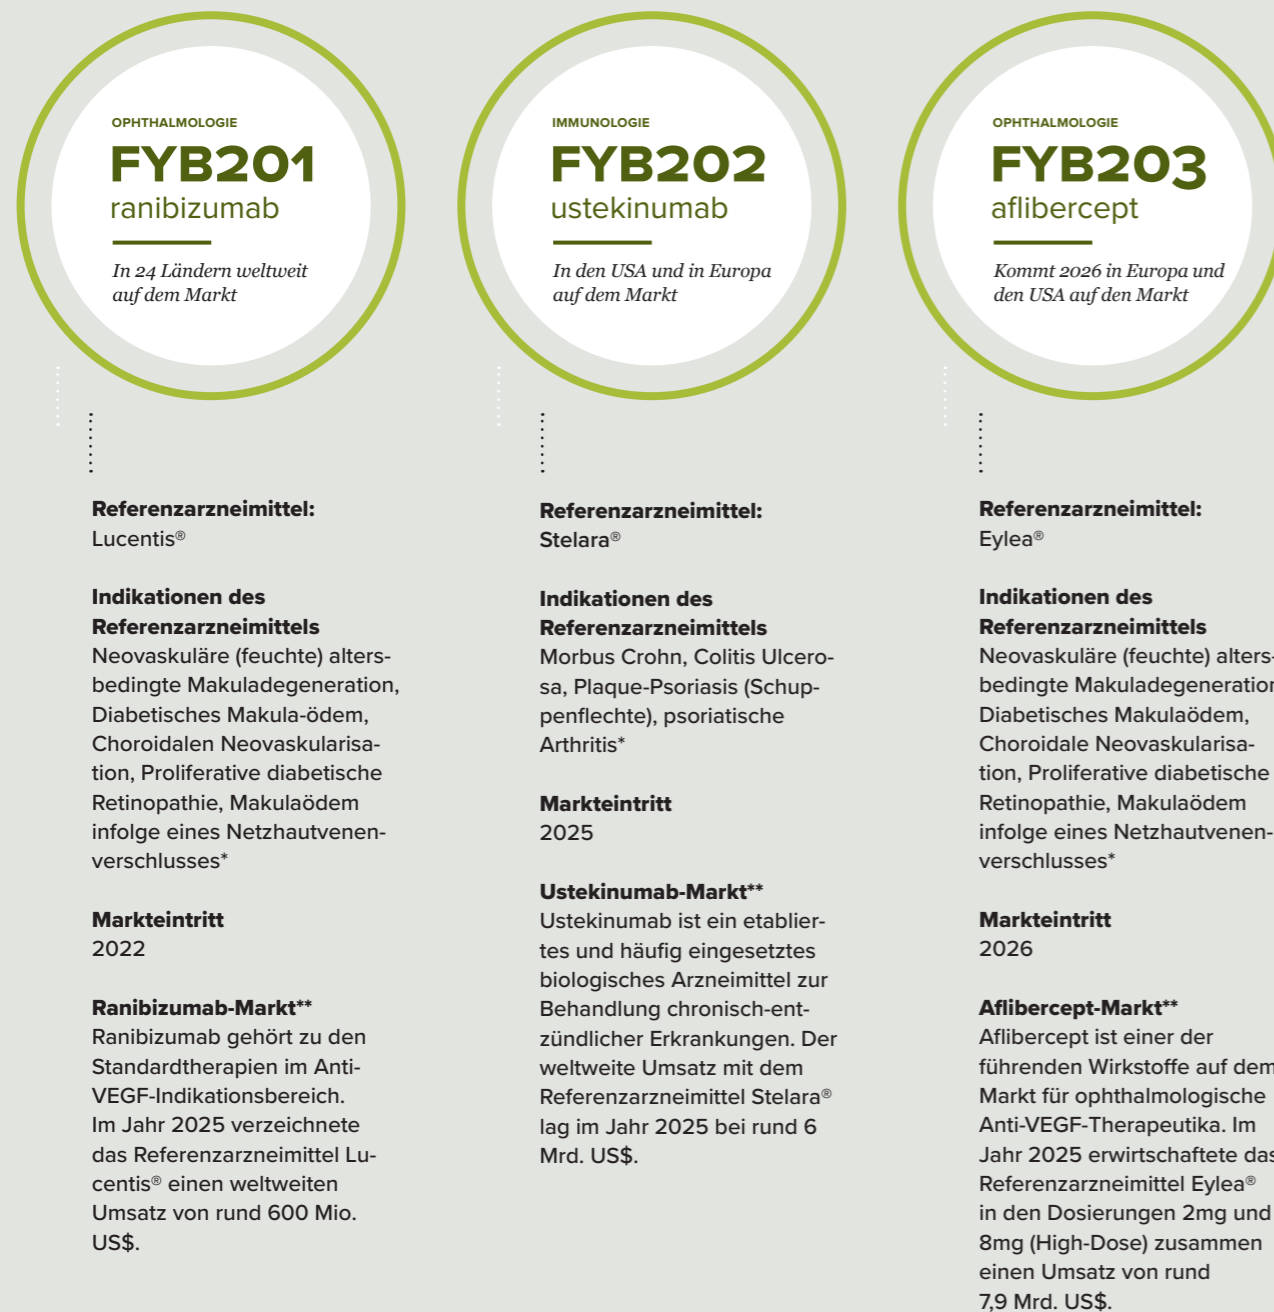 OPHTHALMOLOGIE
FYB201
ranibizumab
In 24 Ländern weltweit
auf dem Markt
Referenzarzneimittel:
Lucentis®
Indikationen des
Referenzarzneimittels
Neovaskuläre (feuchte) alters-
bedingte Makuladegeneration,
Diabetisches Makula-ödem,
Choroidalen Neovaskularisa-
tion, Proliferative diabetische
Retinopathie, Makulaödem
infolge eines Netzhautvenen-
verschlusses*
Markteintritt
2022
Ranibizumab-Markt**
Ranibizumab gehört zu den
Standardtherapien im Anti-
VEGF-Indikationsbereich.
Im Jahr 2025 verzeichnete
das Referenzarzneimittel Lu-
centis® einen weltweiten
Umsatz von rund 600 Mio.
US$.
IMMUNOLOGIE
FYB202
ustekinumab
In den USA und in Europa
auf dem Markt
Referenzarzneimittel:
Stelara®
Indikationen des
Referenzarzneimittels
Morbus Crohn, Colitis Ulcero-
sa, Plaque-Psoriasis (Schup-
penflechte), psoriatische
Arthritis*
Markteintritt
2025
Ustekinumab-Markt**
Ustekinumab ist ein etablier-
tes und häufig eingesetztes
biologisches Arzneimittel zur
Behandlung chronisch-ent-
zündlicher Erkrankungen. Der
weltweite Umsatz mit dem
Referenzarzneimittel Stelara®
lag im Jahr 2025 bei rund 6
Mrd. US$.
OPHTHALMOLOGIE
FYB203
aflibercept
Kommt 2026 in Europa und
den USA auf den Markt
Referenzarzneimittel:
Eylea®
Indikationen des
Referenzarzneimittels
Neovaskuläre (feuchte) alters-
bedingte Makuladegeneration
Diabetisches Makulaödem,
Choroidale Neovaskularisa-
tion, Proliferative diabetische
Retinopathie, Makulaödem
infolge eines Netzhautvenen-
verschlusses*
Markteintritt
2026
Aflibercept-Markt**
Aflibercept ist einer der
führenden Wirkstoffe auf dem
Markt für ophthalmologische
Anti-VEGF-Therapeutika. Im
Jahr 2025 erwirtschaftete das
Referenzarzneimittel Eylea®
in den Dosierungen 2mg und
8mg (High-Dose) zusammen
einen Umsatz von rund
7,9 Mrd. US$.